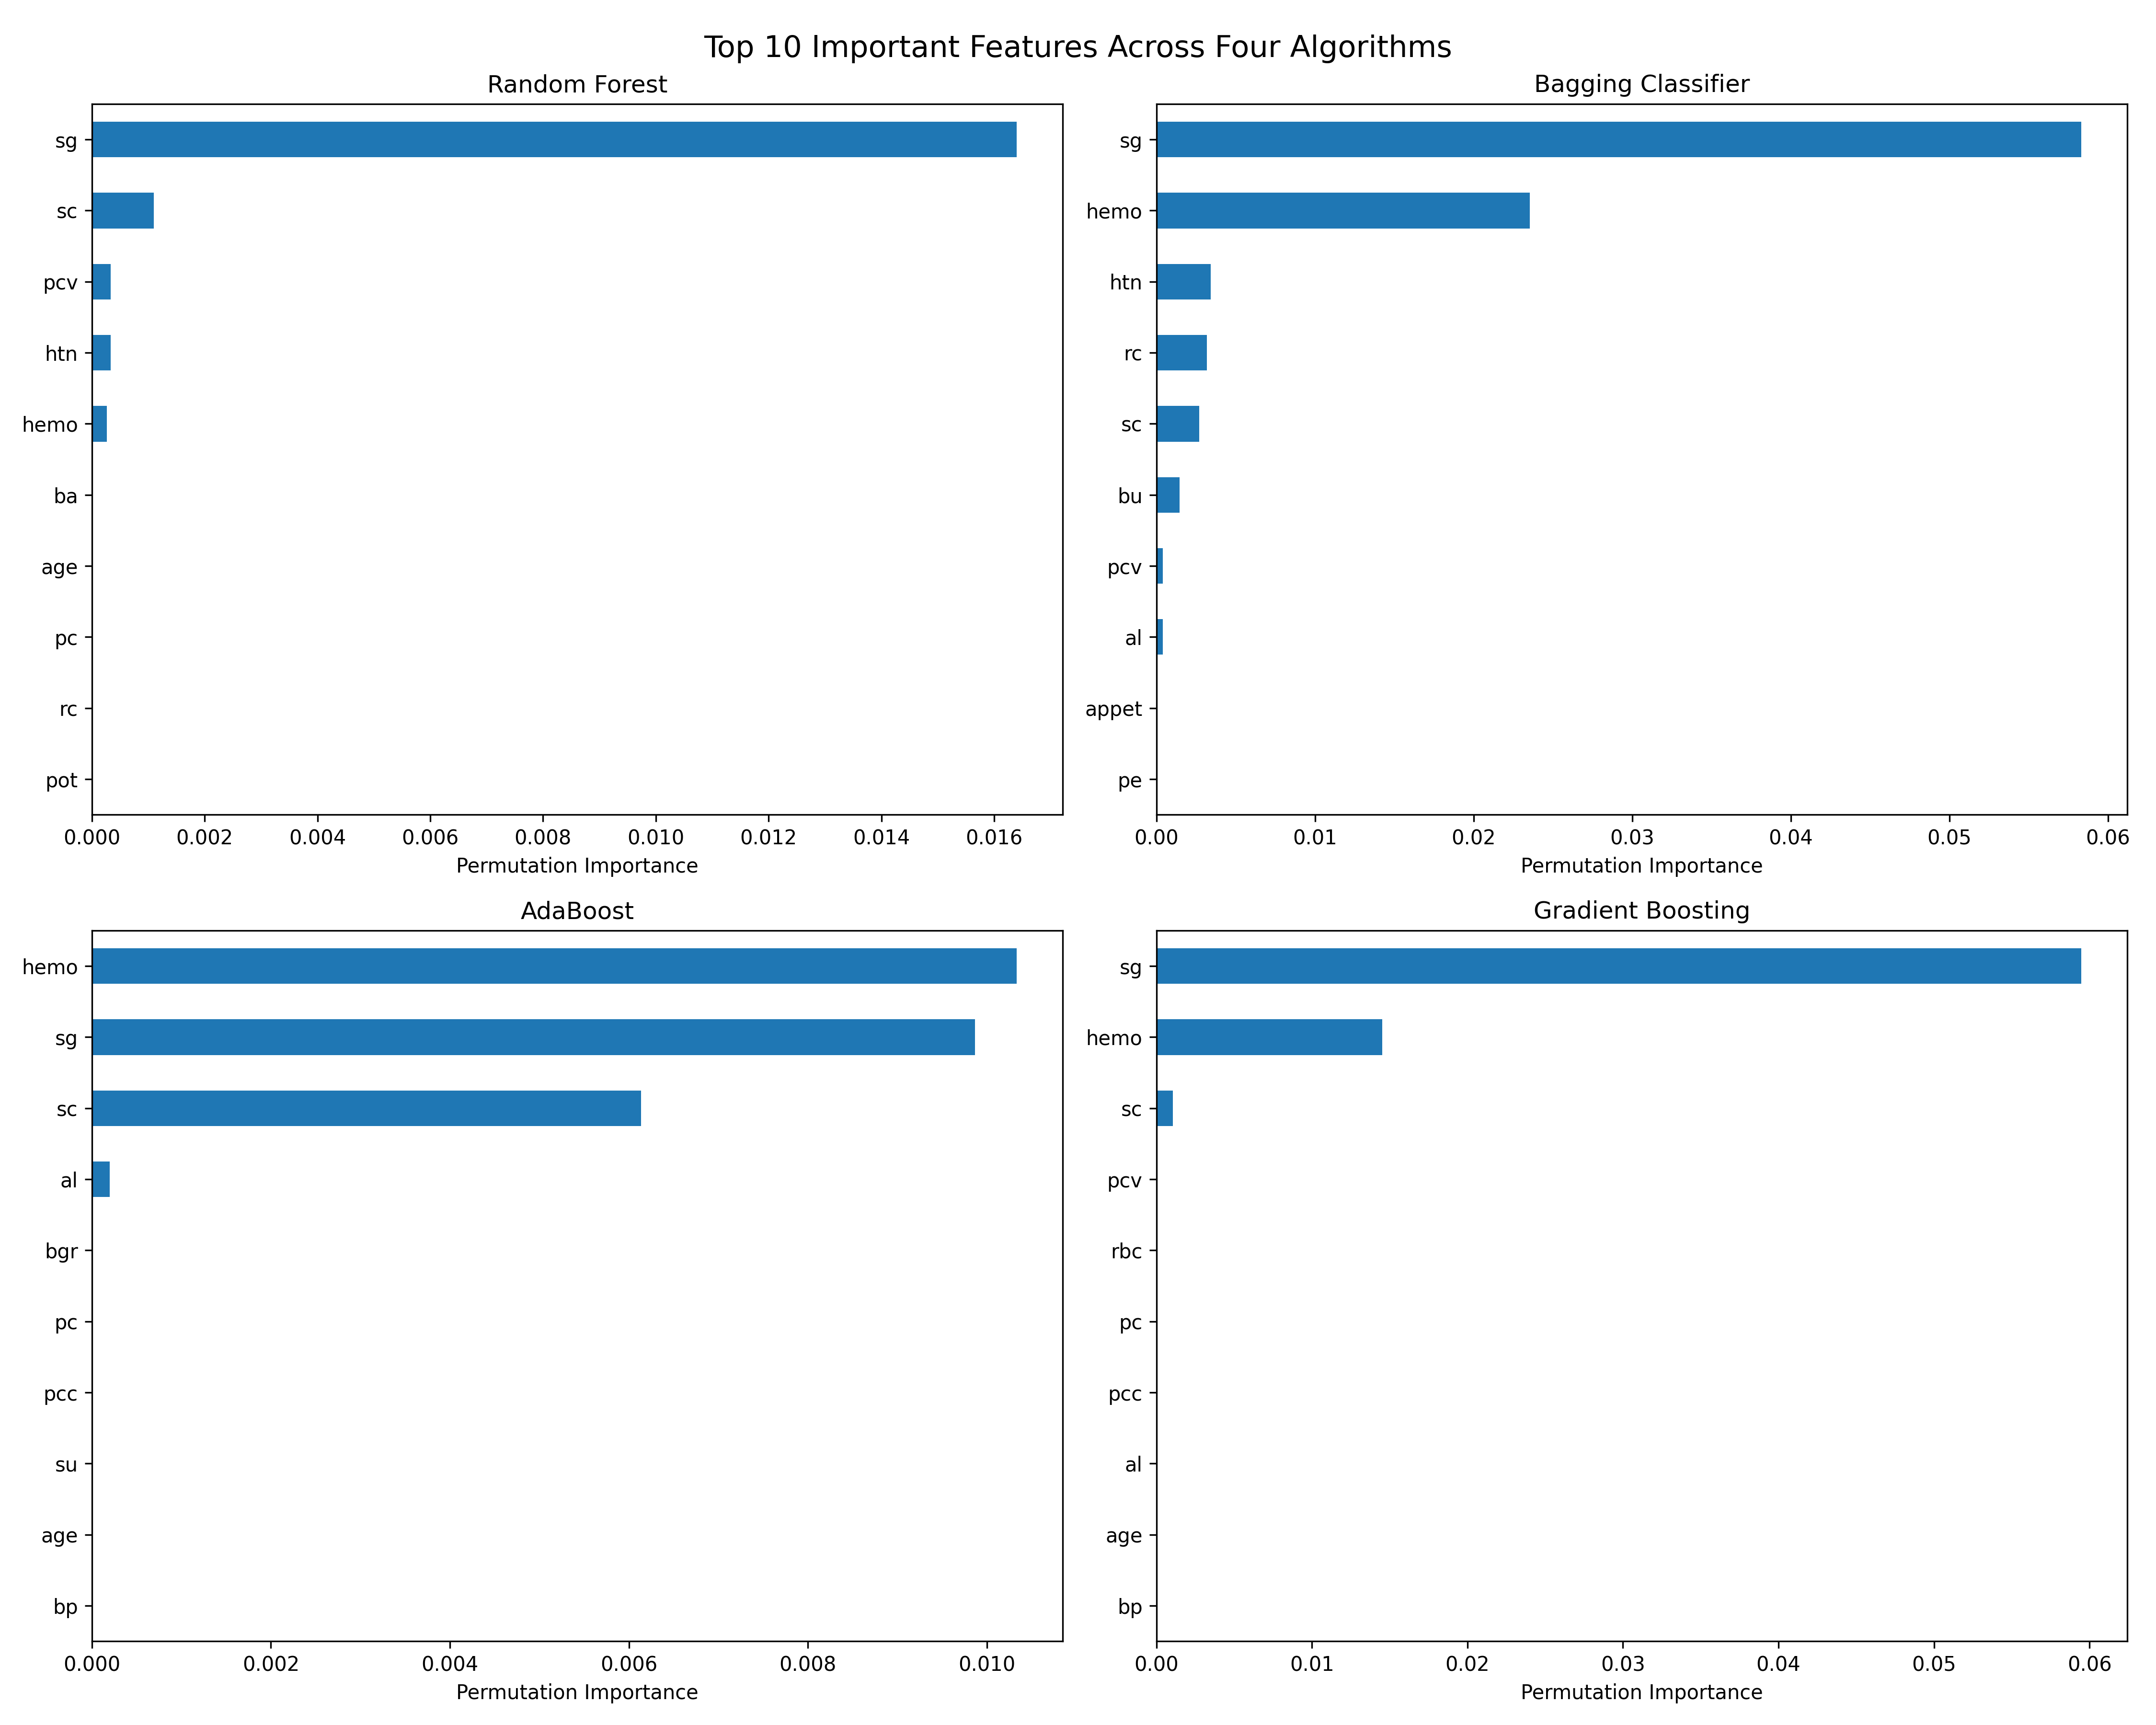 Top 10 Important Features Across Four Algorithms
Random Forest
sg
sc
pcv
htn
hemo
ba
age
pc
rc
pot
0.000 0.002 0.004 0.006 0.008 0.010 0.012 0.014 0.016
Permutation Importance
Bagging Classifier
sg
hemo
htn
rc
sc
bu
pcv
al
appet
pe
0.00 0.01 0.02 0.03 0.04 0.05 0.06
Permutation Importance
AdaBoost
hemo
sg
sc
al
bgr
pc
pcc
su
age
bp
0.000 0.002 0.004 0.006 0.008 0.010
Permutation Importance
Gradient Boosting
sg
hemo
sc
pcv
rbc
pc
pcc
al
age
bp
0.00 0.01 0.02 0.03 0.04 0.05 0.06
Permutation Importance